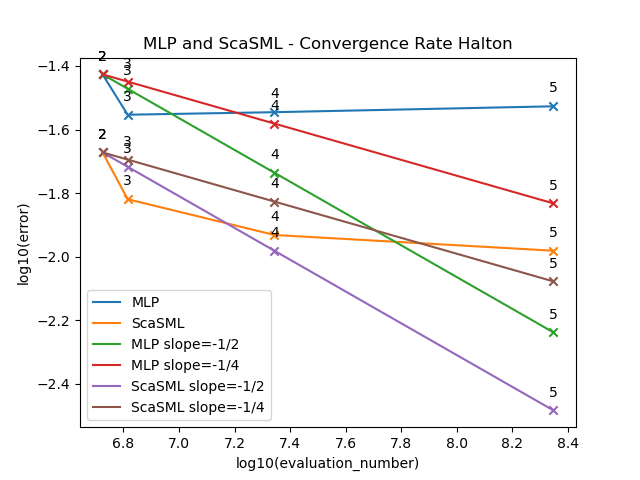 MLP and ScaSML - Convergence Rate Halton
−1.4
−1.6
−1.8
−2.0
−2.2
−2.4
log10(error)
2
3
3
3
4
4
4
5
5
5
2
3
3
3
4
4
4
5
5
5
MLP
ScaSML
MLP slope=-1/2
MLP slope=-1/4
ScaSML slope=-1/2
ScaSML slope=-1/4
6.8 7.0 7.2 7.4 7.6 7.8 8.0 8.2 8.4
log10(evaluation_number)